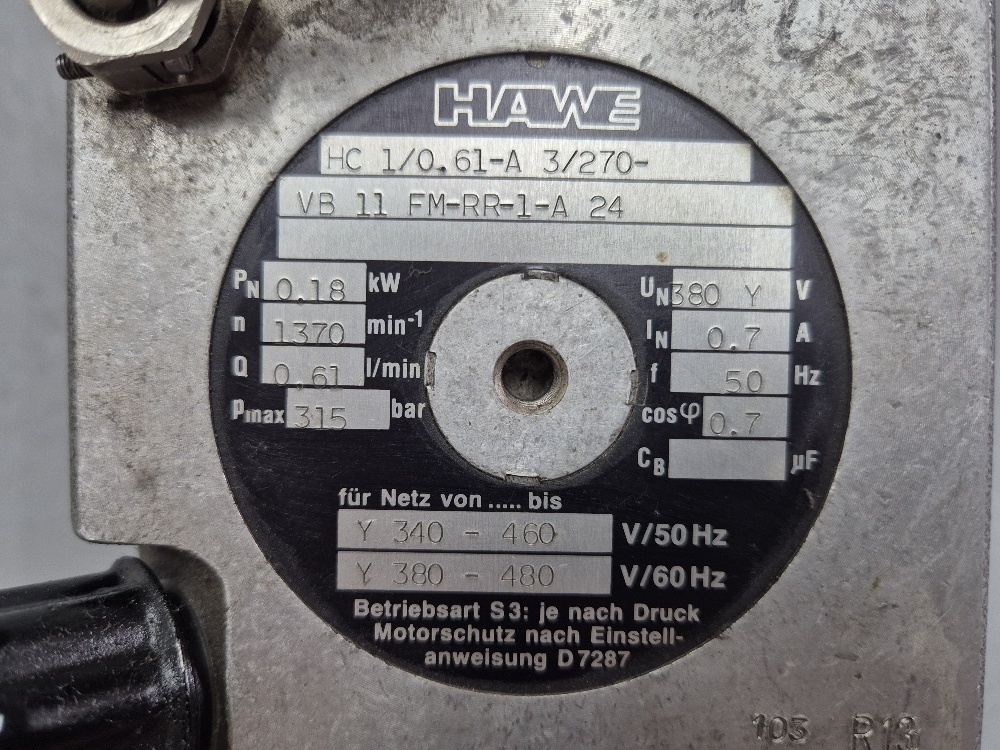 HAWE
HC 1/0.61-A 3/270-
VB 11 FM-RR-1-A 24
PN 0.18 kW
n 1370 min-1
Q 0.61 l/min
Pmax 315 bar
UN 380 Y V
IN 0.7 A
f 50 Hz
cosφ 0.7
CB µF
für Netz von ..... bis
Y 340 - 460 V/50 Hz
Y 380 - 480 V/60 Hz
Betriebsart S3: je nach Druck
Motorschutz nach Einstell-
anweisung D7287
103